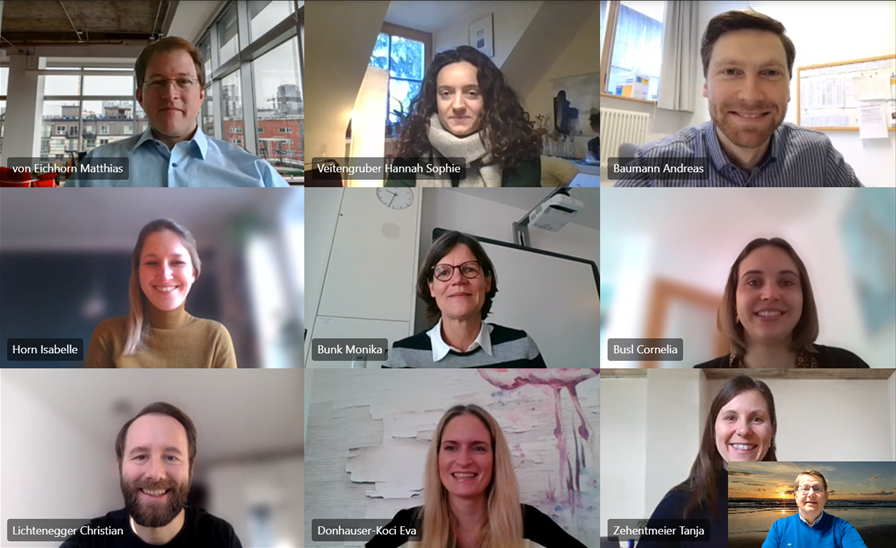 von Eichhorn Matthias
Veitengruber Hannah Sophie
Baumann Andreas
Horn Isabelle
Bunk Monika
Busl Cornelia
Lichtenegger Christian
Donhauser-Koci Eva
Zehentmeier Tanja